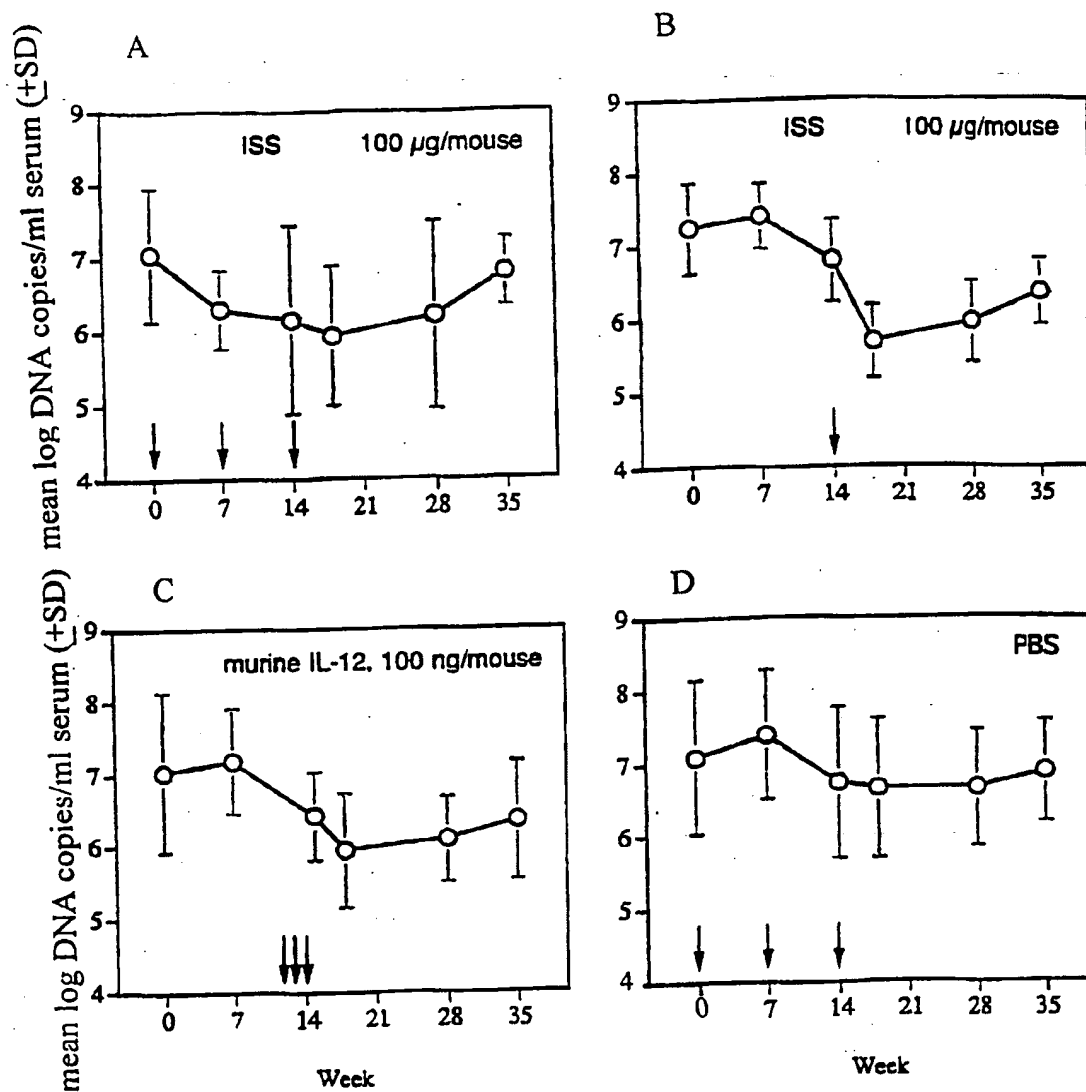 A
mean log DNA copies/ml serum (±SD)
9
8
7
6
5
4
ISS 100 µg/mouse
0 7 14 21 28 35
B
9
8
7
6
5
4
ISS 100 µg/mouse
0 7 14 21 28 35
C
mean log DNA copies/ml serum (±SD)
9
8
7
6
5
4
murine IL-12, 100 ng/mouse
0 7 14 21 28 35
Week
D
9
8
7
6
5
4
PBS
0 7 14 21 28 35
Week